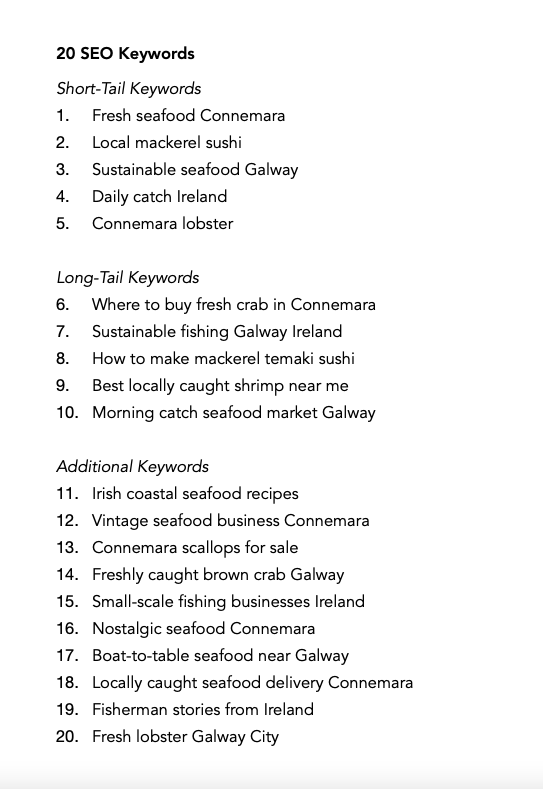 20 SEO Keywords
Short-Tail Keywords
1. Fresh seafood Connemara
2. Local mackerel sushi
3. Sustainable seafood Galway
4. Daily catch Ireland
5. Connemara lobster
Long-Tail Keywords
6. Where to buy fresh crab in Connemara
7. Sustainable fishing Galway Ireland
8. How to make mackerel temaki sushi
9. Best locally caught shrimp near me
10. Morning catch seafood market Galway
Additional Keywords
11. Irish coastal seafood recipes
12. Vintage seafood business Connemara
13. Connemara scallops for sale
14. Freshly caught brown crab Galway
15. Small-scale fishing businesses Ireland
16. Nostalgic seafood Connemara
17. Boat-to-table seafood near Galway
18. Locally caught seafood delivery Connemara
19. Fisherman stories from Ireland
20. Fresh lobster Galway City